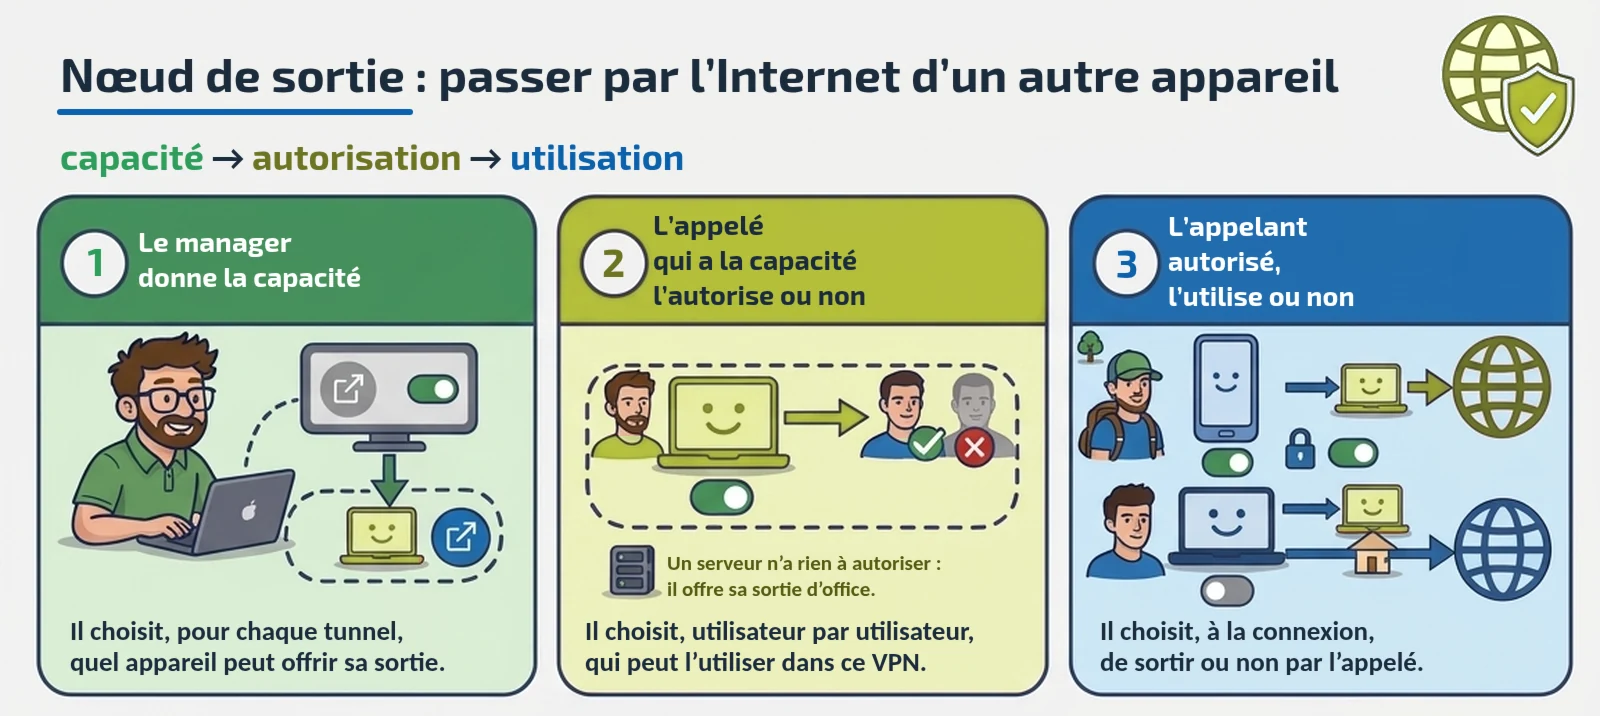 Nœud de sortie : passer par l’Internet d’un autre appareil
capacité → autorisation → utilisation
1
Le manager
donne la capacité
Il choisit, pour chaque tunnel,
quel appareil peut offrir sa sortie.
2
L’appelé
qui a la capacité
l’autorise ou non
Un serveur n’a rien à autoriser :
il offre sa sortie d’office.
Il choisit, utilisateur par utilisateur,
qui peut l’utiliser dans ce VPN.
3
L’appelant
autorisé,
l’utilise ou non
Il choisit, à la connexion,
de sortir ou non par l’appelé.